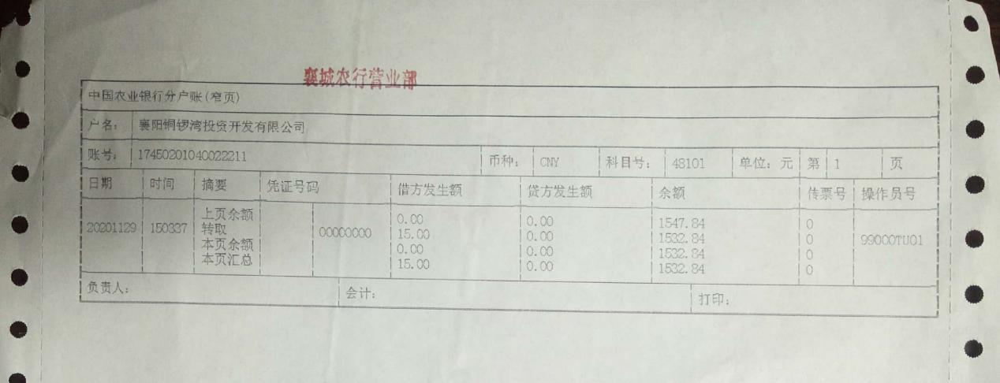 襄城农行营业部
中国农业银行分户账(窄页)
户名： 襄阳铜锣湾投资开发有限公司
账号： 17450201040022211 币种： CNY 科目号： 48101 单位：元 第 1 页
日期 时间 摘要 凭证号码 借方发生额 贷方发生额 余额 传票号 操作员号
上页余额 0.00 0.00 1547.84 0
20201129 150337 转取 00000000 15.00 0.00 1532.84 0 99000TU01
本页余额 0.00 0.00 1532.84 0
本页汇总 15.00 0.00 1532.84 0
负责人： 会计： 打印：